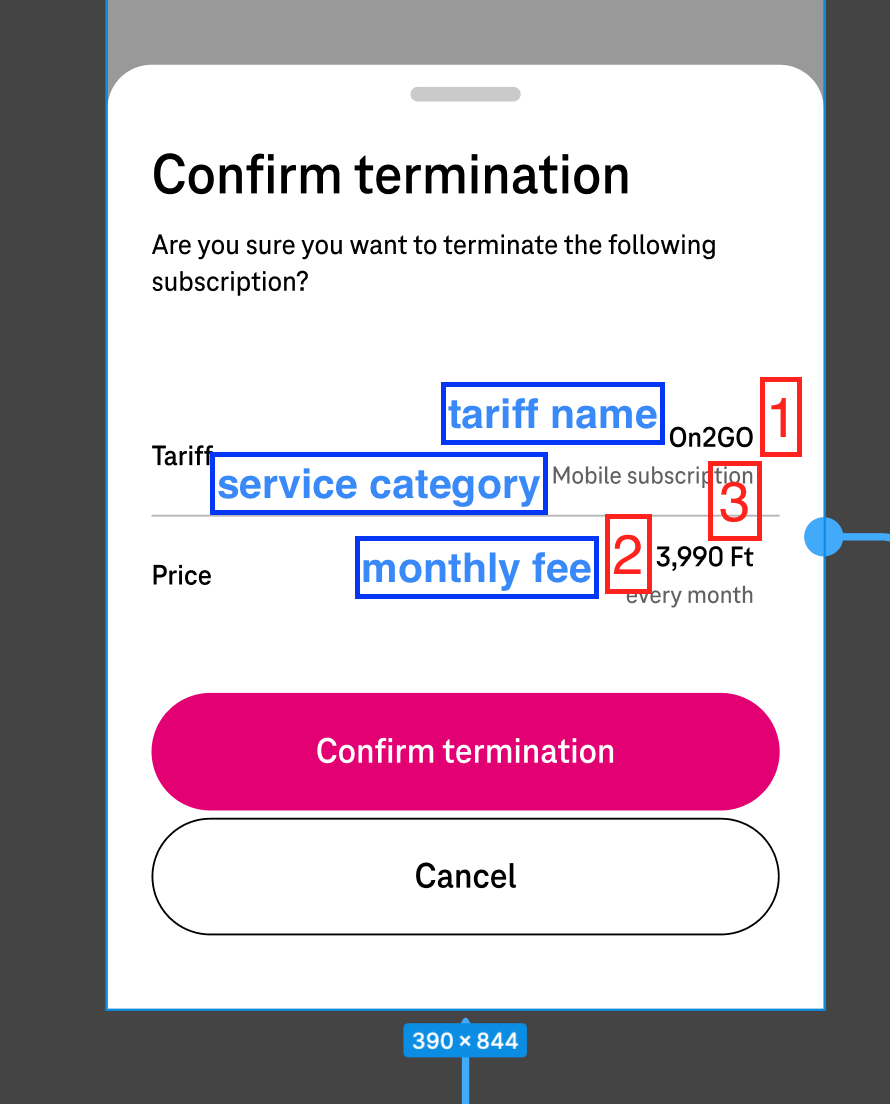 Confirm termination
Are you sure you want to terminate the following
subscription?
tariff name
1
On2GO
Tariff
service category
Mobile subscription
3
monthly fee
2
3,990 Ft
Price
every month
Confirm termination
Cancel
390 × 844